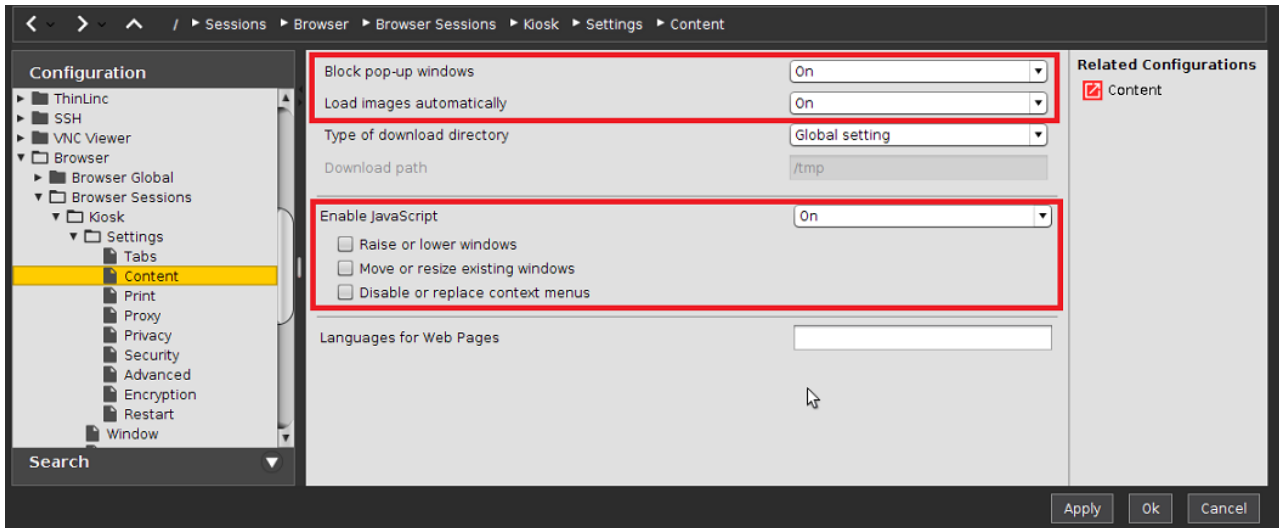 / Sessions Browser Browser Sessions Kiosk Settings Content
Configuration
ThinLinc
SSH
VNC Viewer
Browser
Browser Global
Browser Sessions
Kiosk
Settings
Tabs
Content
Print
Proxy
Privacy
Security
Advanced
Encryption
Restart
Window
Search
Block pop-up windows On
Load images automatically On
Type of download directory Global setting
Download path /tmp
Enable JavaScript On
Raise or lower windows
Move or resize existing windows
Disable or replace context menus
Languages for Web Pages
Related Configurations
Content
Apply Ok Cancel